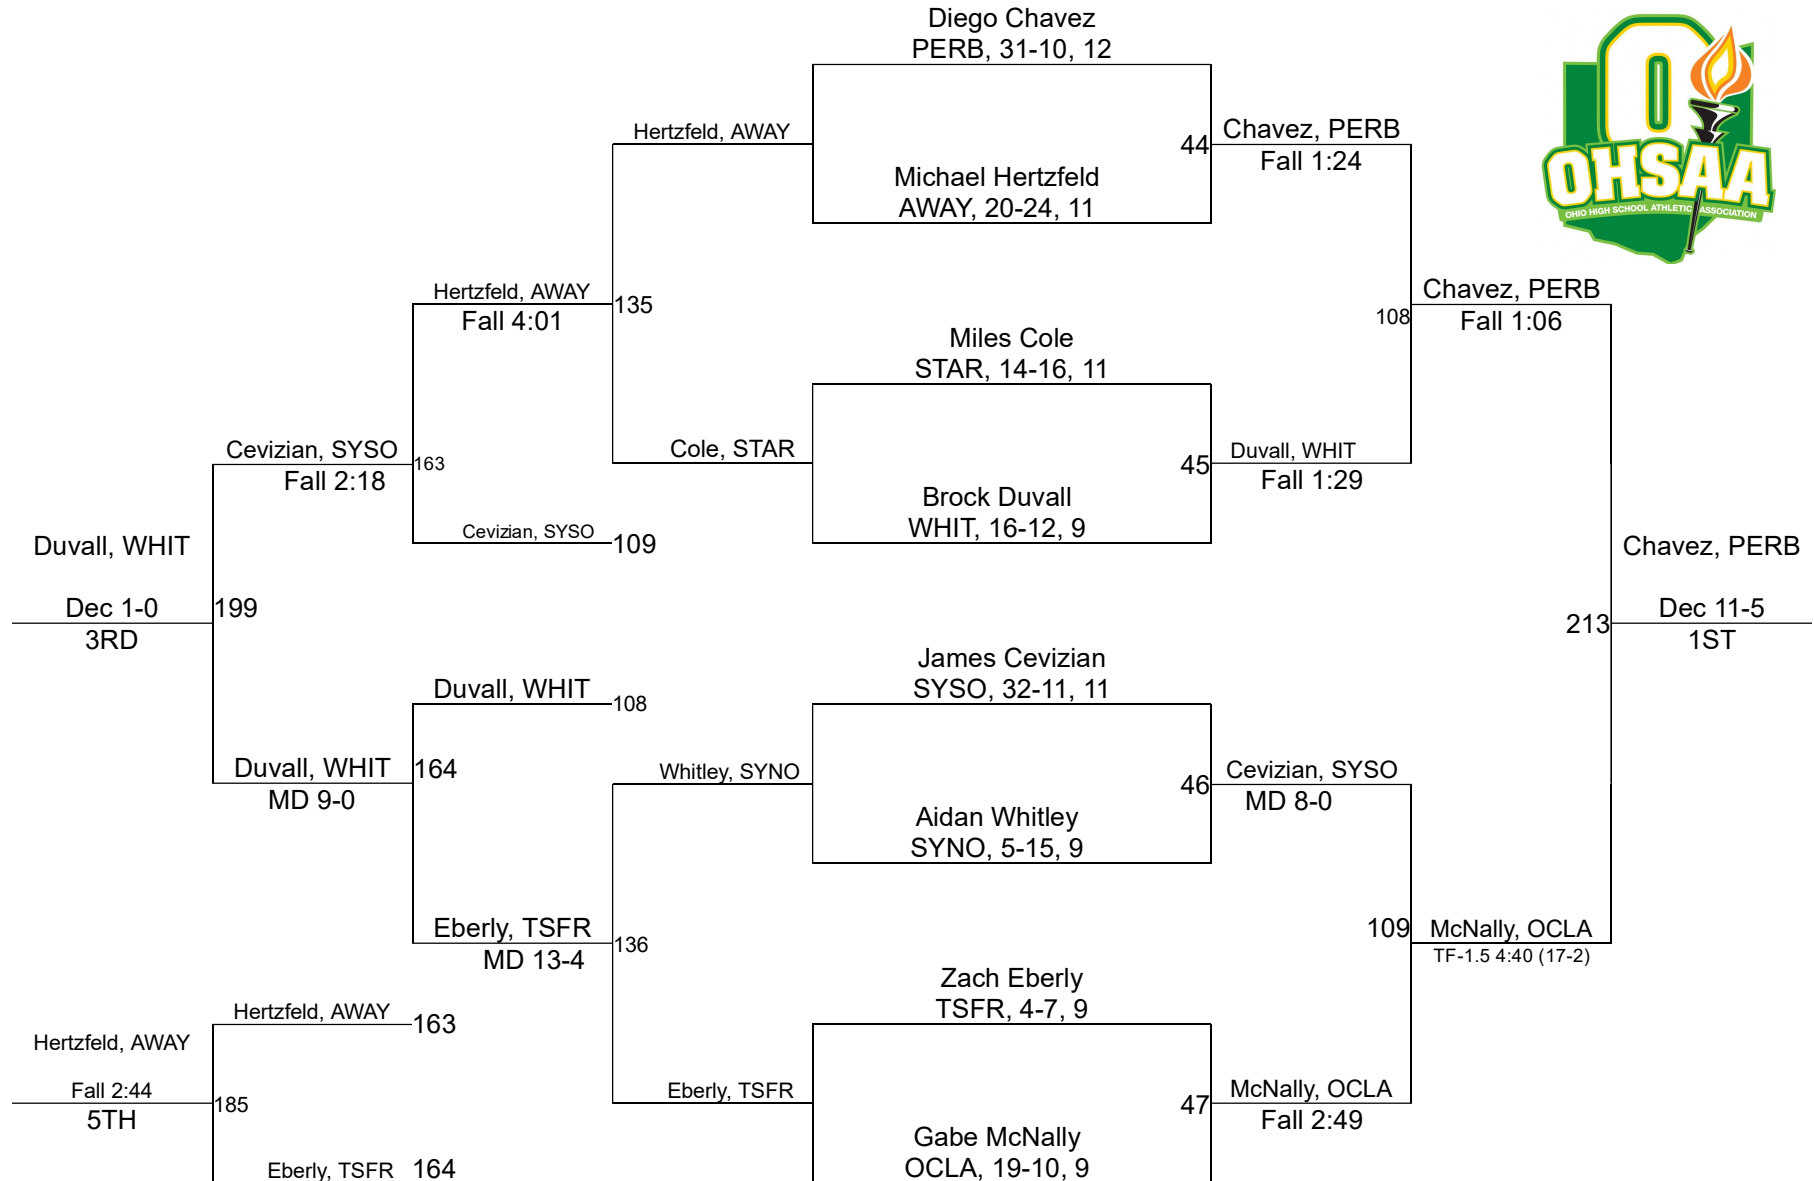 Diego Chavez
PERB, 31-10, 12
Hertzfeld, AWAY
44
Chavez, PERB
Fall 1:24
Michael Hertzfeld
AWAY, 20-24, 11
OHSAA
OHIO HIGH SCHOOL ATHLETIC ASSOCIATION
Hertzfeld, AWAY
Fall 4:01
135
108
Chavez, PERB
Fall 1:06
Miles Cole
STAR, 14-16, 11
Cevizian, SYSO
Fall 2:18
163
Cole, STAR
45
Duvall, WHIT
Fall 1:29
Brock Duvall
WHIT, 16-12, 9
Cevizian, SYSO
109
Duvall, WHIT
Dec 1-0
3RD
199
Chavez, PERB
213
Dec 11-5
1ST
James Cevizian
SYSO, 32-11, 11
Duvall, WHIT
108
Duvall, WHIT
MD 9-0
164
Whitley, SYNO
46
Cevizian, SYSO
MD 8-0
Aidan Whitley
SYNO, 5-15, 9
Eberly, TSFR
MD 13-4
136
109
McNally, OCLA
TF-1.5 4:40 (17-2)
Zach Eberly
TSFR, 4-7, 9
Hertzfeld, AWAY
163
Hertzfeld, AWAY
Fall 2:44
5TH
185
Eberly, TSFR
47
McNally, OCLA
Fall 2:49
Gabe McNally
OCLA, 19-10, 9
Eberly, TSFR
164